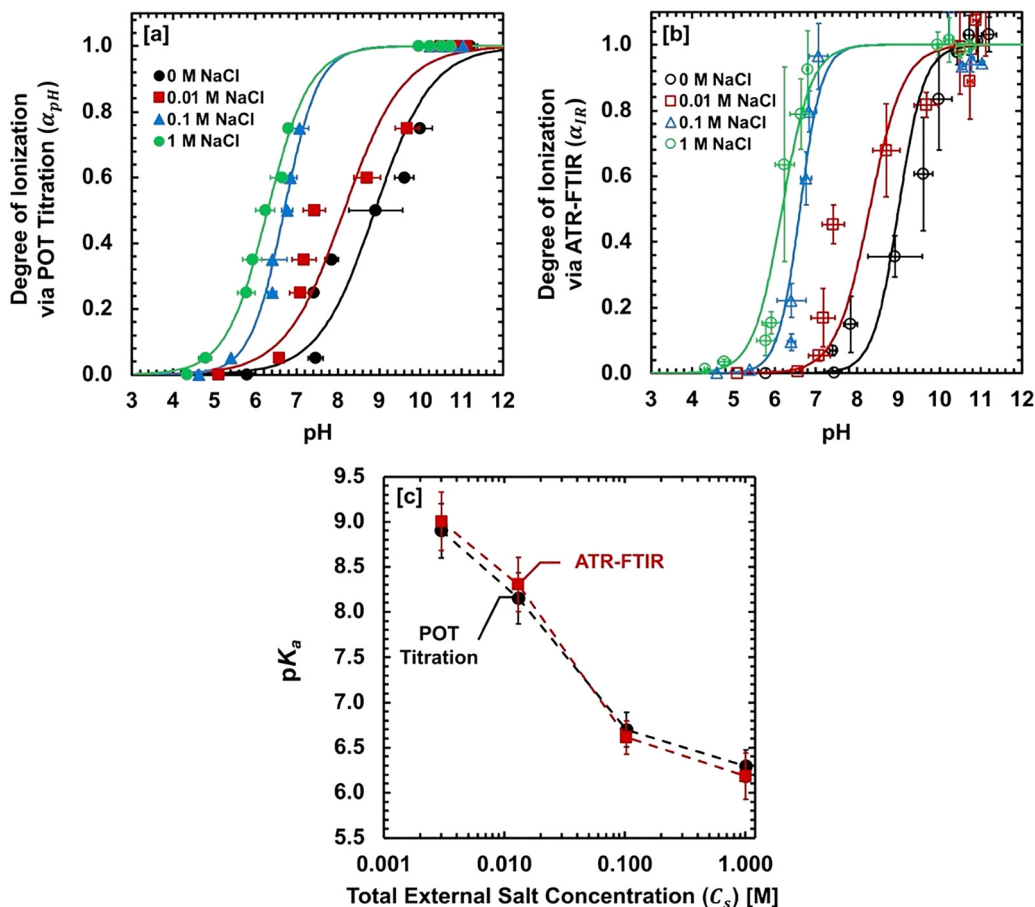 [a]
0 M NaCl
0.01 M NaCl
0.1 M NaCl
1 M NaCl
Degree of Ionization
via POT Titration (α_pH)
1.0
0.8
0.6
0.4
0.2
0.0
3 4 5 6 7 8 9 10 11 12
pH
[b]
0 M NaCl
0.01 M NaCl
0.1 M NaCl
1 M NaCl
Degree of Ionization
via ATR-FTIR (α_IR)
1.0
0.8
0.6
0.4
0.2
0.0
3 4 5 6 7 8 9 10 11 12
pH
[c]
ATR-FTIR
POT
Titration
pKa
9.5
9.0
8.5
8.0
7.5
7.0
6.5
6.0
5.5
0.001 0.010 0.100 1.000
Total External Salt Concentration (C_s) [M]